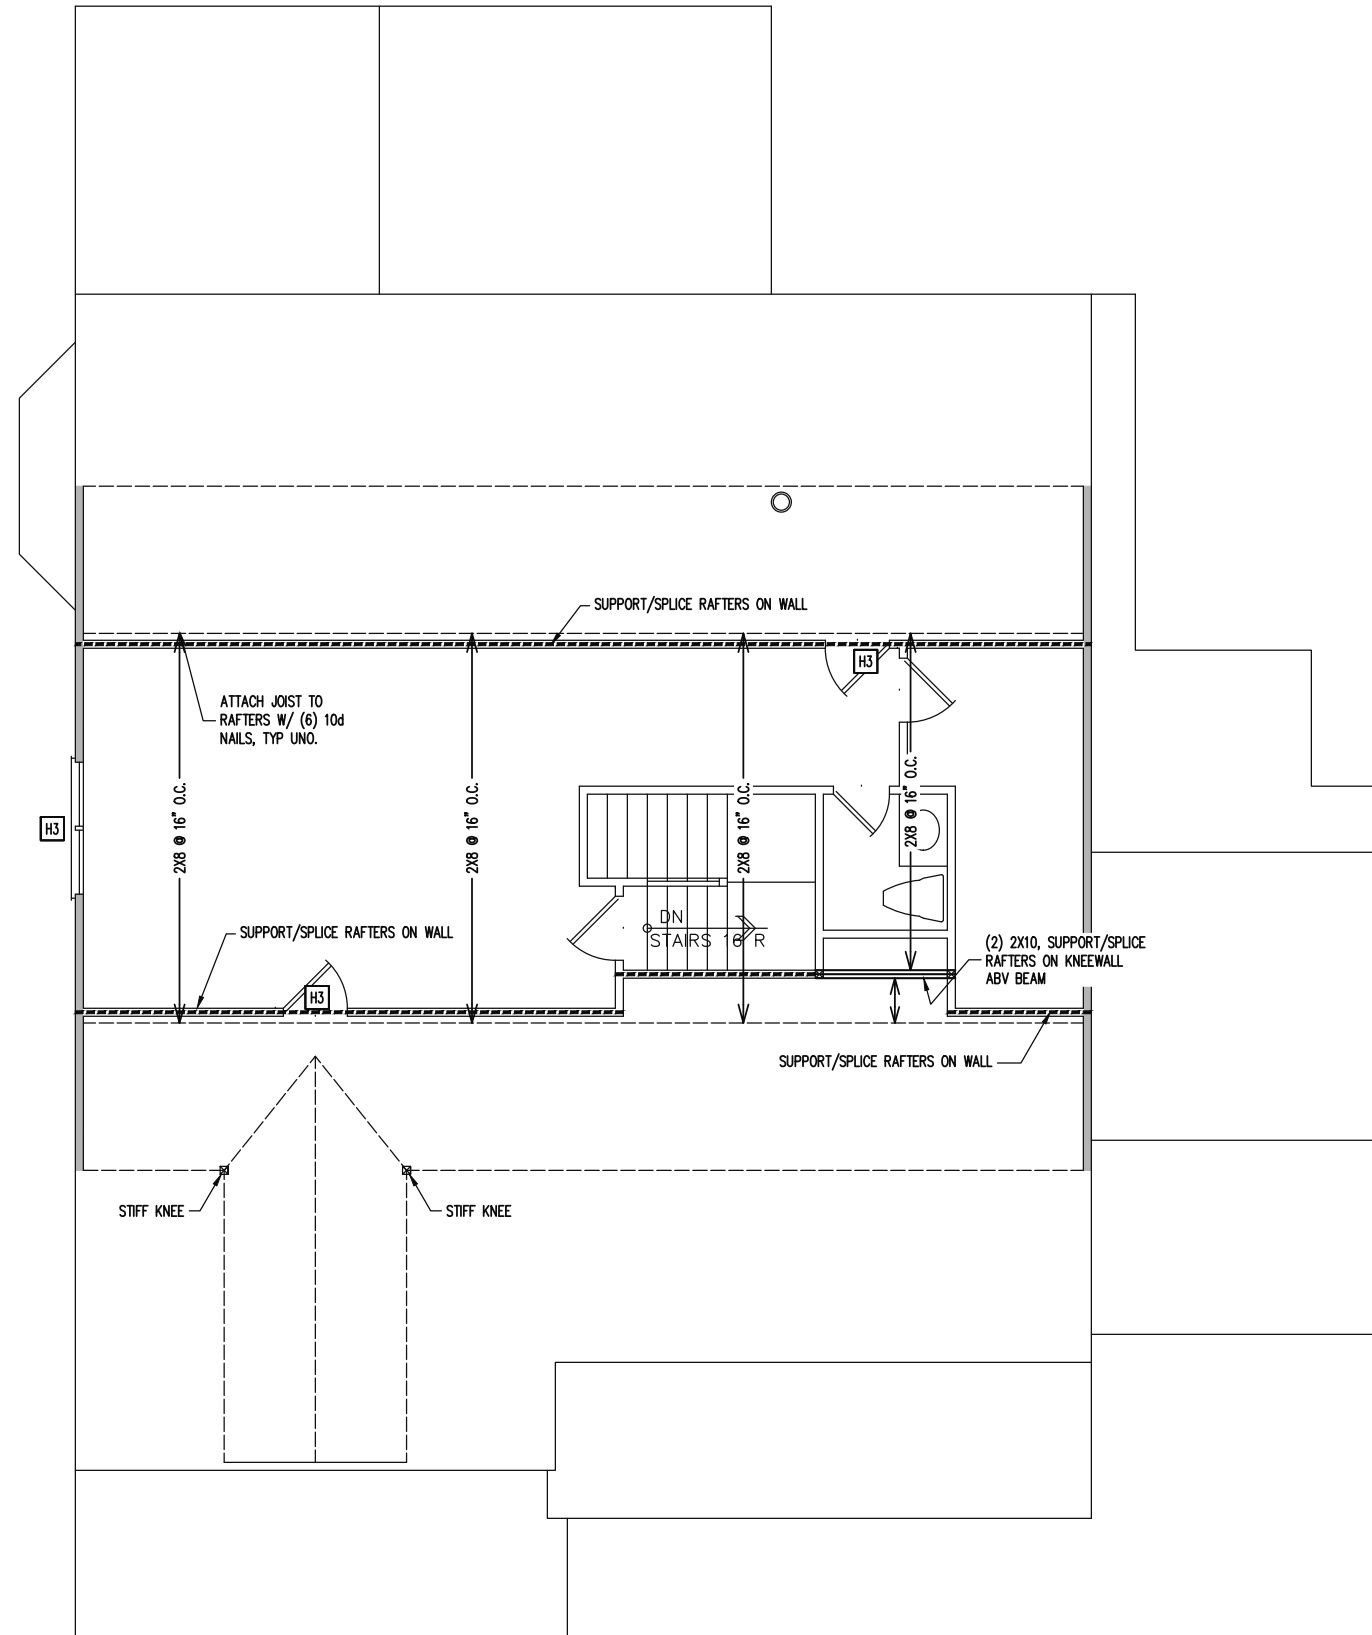 SUPPORT/SPLICE RAFTERS ON WALL
H3
ATTACH JOIST TO
RAFTERS W/ (6) 10d
NAILS, TYP UNO.
2X8 @ 16" O.C.
2X8 @ 16" O.C.
2X8 @ 16" O.C.
2X8 @ 16" O.C.
H3
DN
STAIRS 16 R
SUPPORT/SPLICE RAFTERS ON WALL
(2) 2X10, SUPPORT/SPLICE
RAFTERS ON KNEEWALL
ABV BEAM
H3
SUPPORT/SPLICE RAFTERS ON WALL
STIFF KNEE
STIFF KNEE